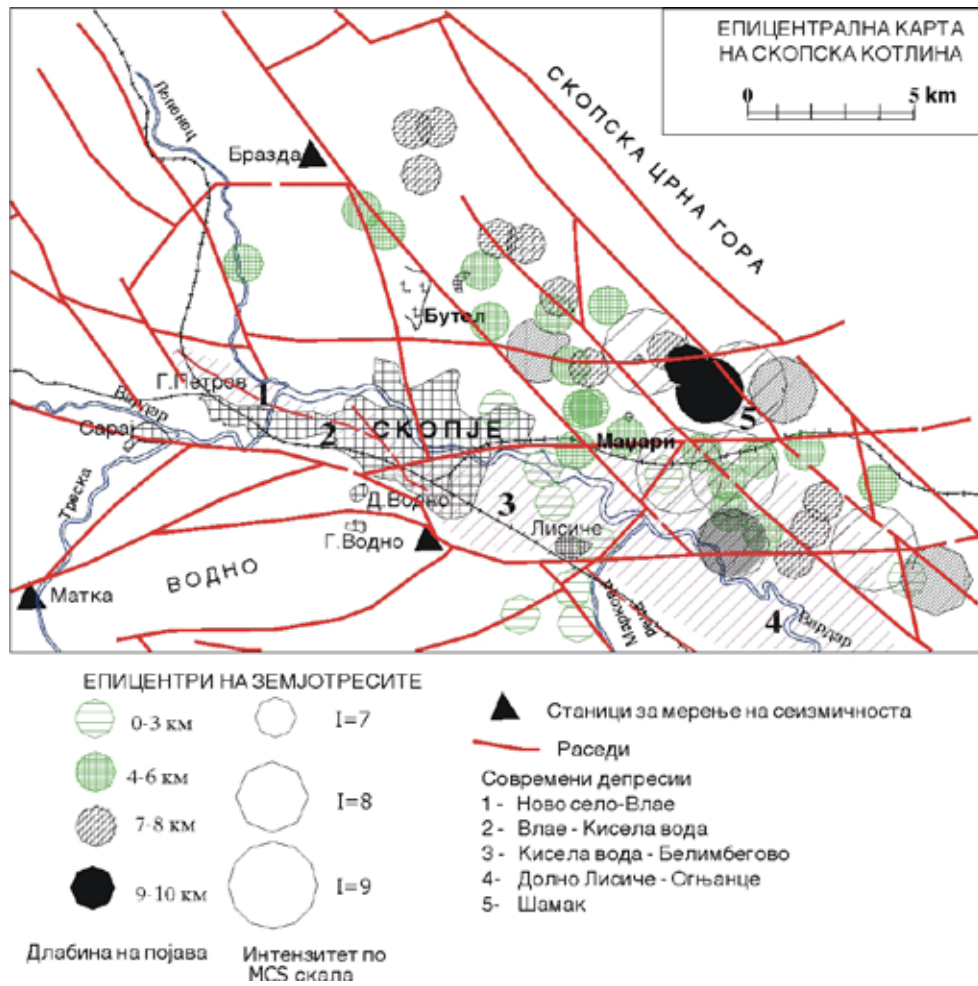 ЕПИЦЕНТРАЛНА КАРТА
НА СКОПСКА КОТЛИНА
0 5 km
СКОПСКА ЦРНА ГОРА
Лепенец
Бразда
Бутел
Г.Петров
1
Вардар
2
СКОПЈЕ
Сарај
Маџари
5
Треска
Д.Водно
3
Лисиче
Г.Водно
ВОДНО
Матка
Маркова
река
4
Вардар
ЕПИЦЕНТРИ НА ЗЕМЈОТРЕСИТЕ
0-3 км
I=7
4-6 км
I=8
7-8 км
9-10 км
I=9
Длабина на појава
Интензитет по
MCS скала
Станици за мерење на сеизмичноста
Раседи
Современи депресии
1 - Ново село-Влае
2 - Влае - Кисела вода
3 - Кисела вода - Белимбегово
4- Долно Лисиче - Огњанце
5- Шамак